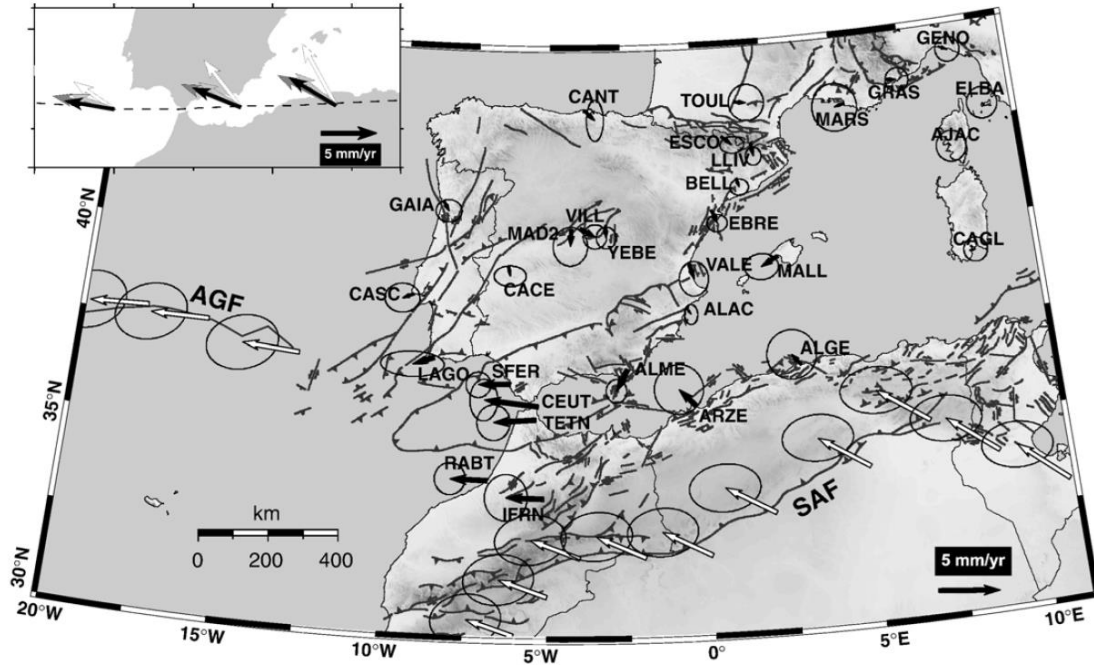 5 mm/yr
GENO
CANT
TOUL
GRAS
ELBA
MARS
ESCO
AJAC
LLIV
BELL
40°N
GAIA
VILL
EBRE
MAD2
YEBE
CAGL
VALE
MALL
CASC
CACE
AGF
ALAC
ALGE
LAGO
SFER
ALME
35°N
CEUT
ARZE
TETN
RABT
SAF
IFRN
km
0 200 400
5 mm/yr
30°N
20°W
15°W
10°W
5°W
0°
5°E
10°E